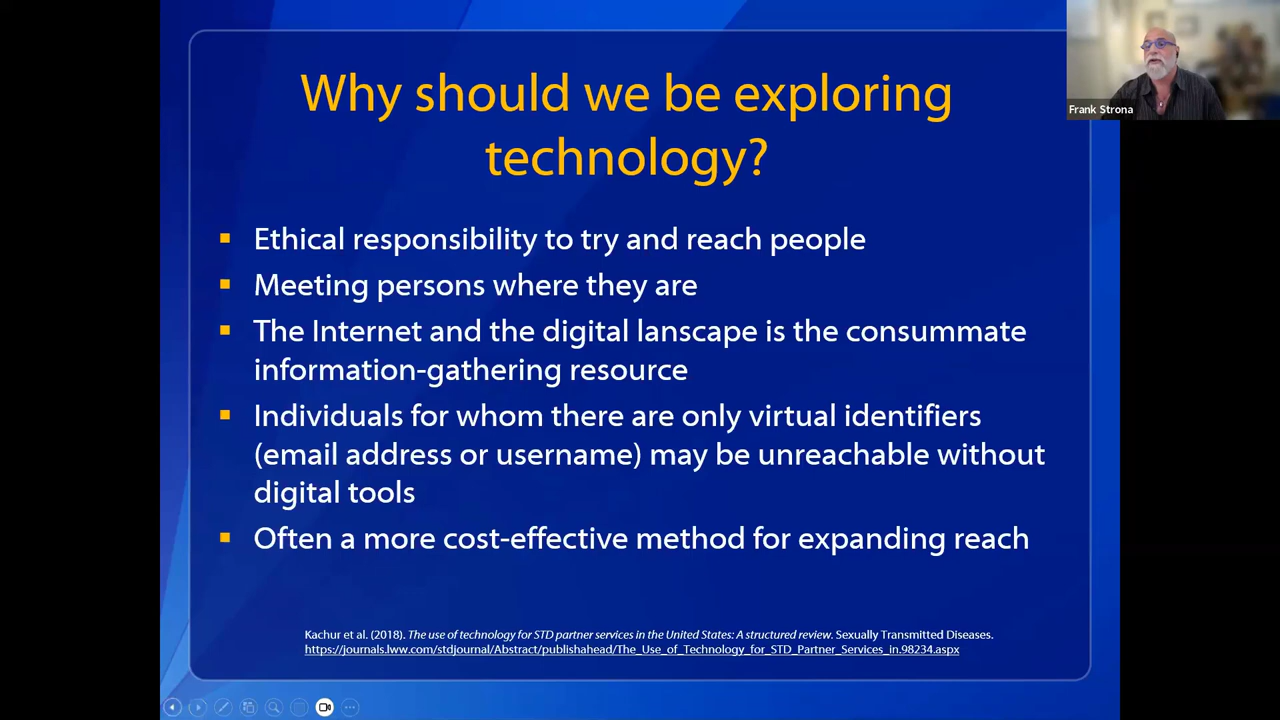 Why should we be exploring
technology?
Frank Strona
Ethical responsibility to try and reach people
Meeting persons where they are
The Internet and the digital lanscape is the consummate
information-gathering resource
Individuals for whom there are only virtual identifiers
(email address or username) may be unreachable without
digital tools
Often a more cost-effective method for expanding reach
Kachur et al. (2018). The use of technology for STD partner services in the United States: A structured review. Sexually Transmitted Diseases.
https://journals.lww.com/stdjournal/Abstract/publishahead/The_Use_of_Technology_for_STD_Partner_Services_in.98234.aspx